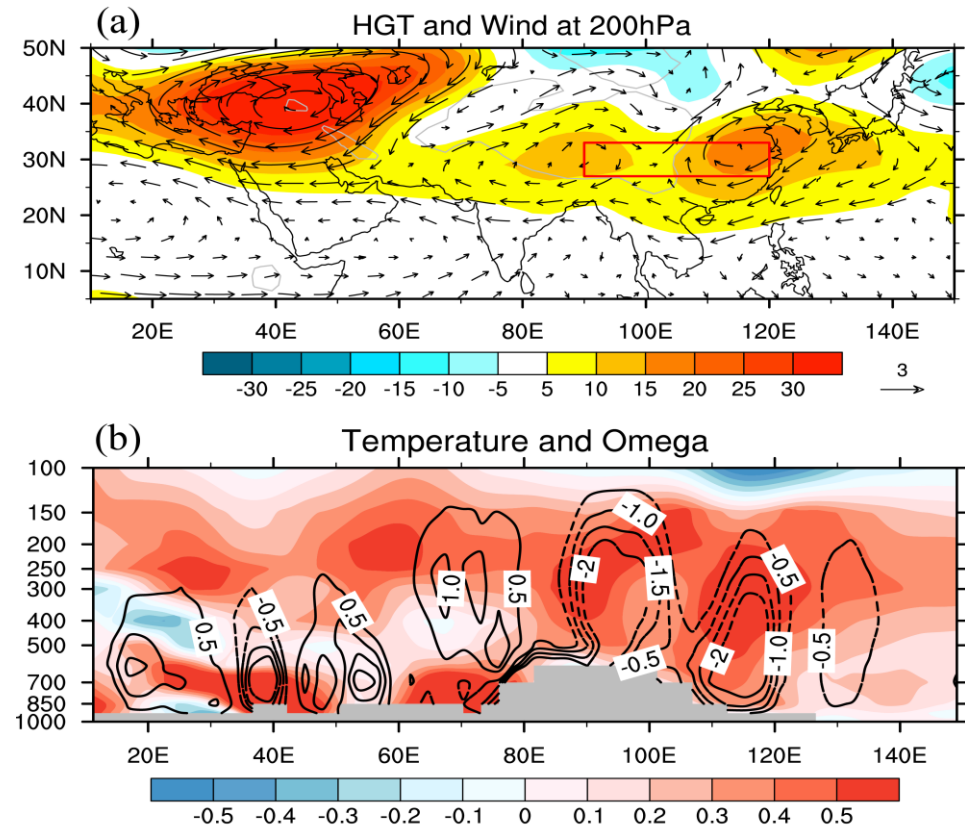 (a) HGT and Wind at 200hPa
50N
40N
30N
20N
10N
20E 40E 60E 80E 100E 120E 140E
-30 -25 -20 -15 -10 -5 5 10 15 20 25 30
3
(b) Temperature and Omega
100
150
200
250
300
400
500
700
850
1000
-1.0
-2
-1.5
-0.5
1.0
0.5
-0.5
0.5
0.5
-0.5
-2
-1.0
-0.5
-0.5
20E 40E 60E 80E 100E 120E 140E
-0.5 -0.4 -0.3 -0.2 -0.1 0 0.1 0.2 0.3 0.4 0.5